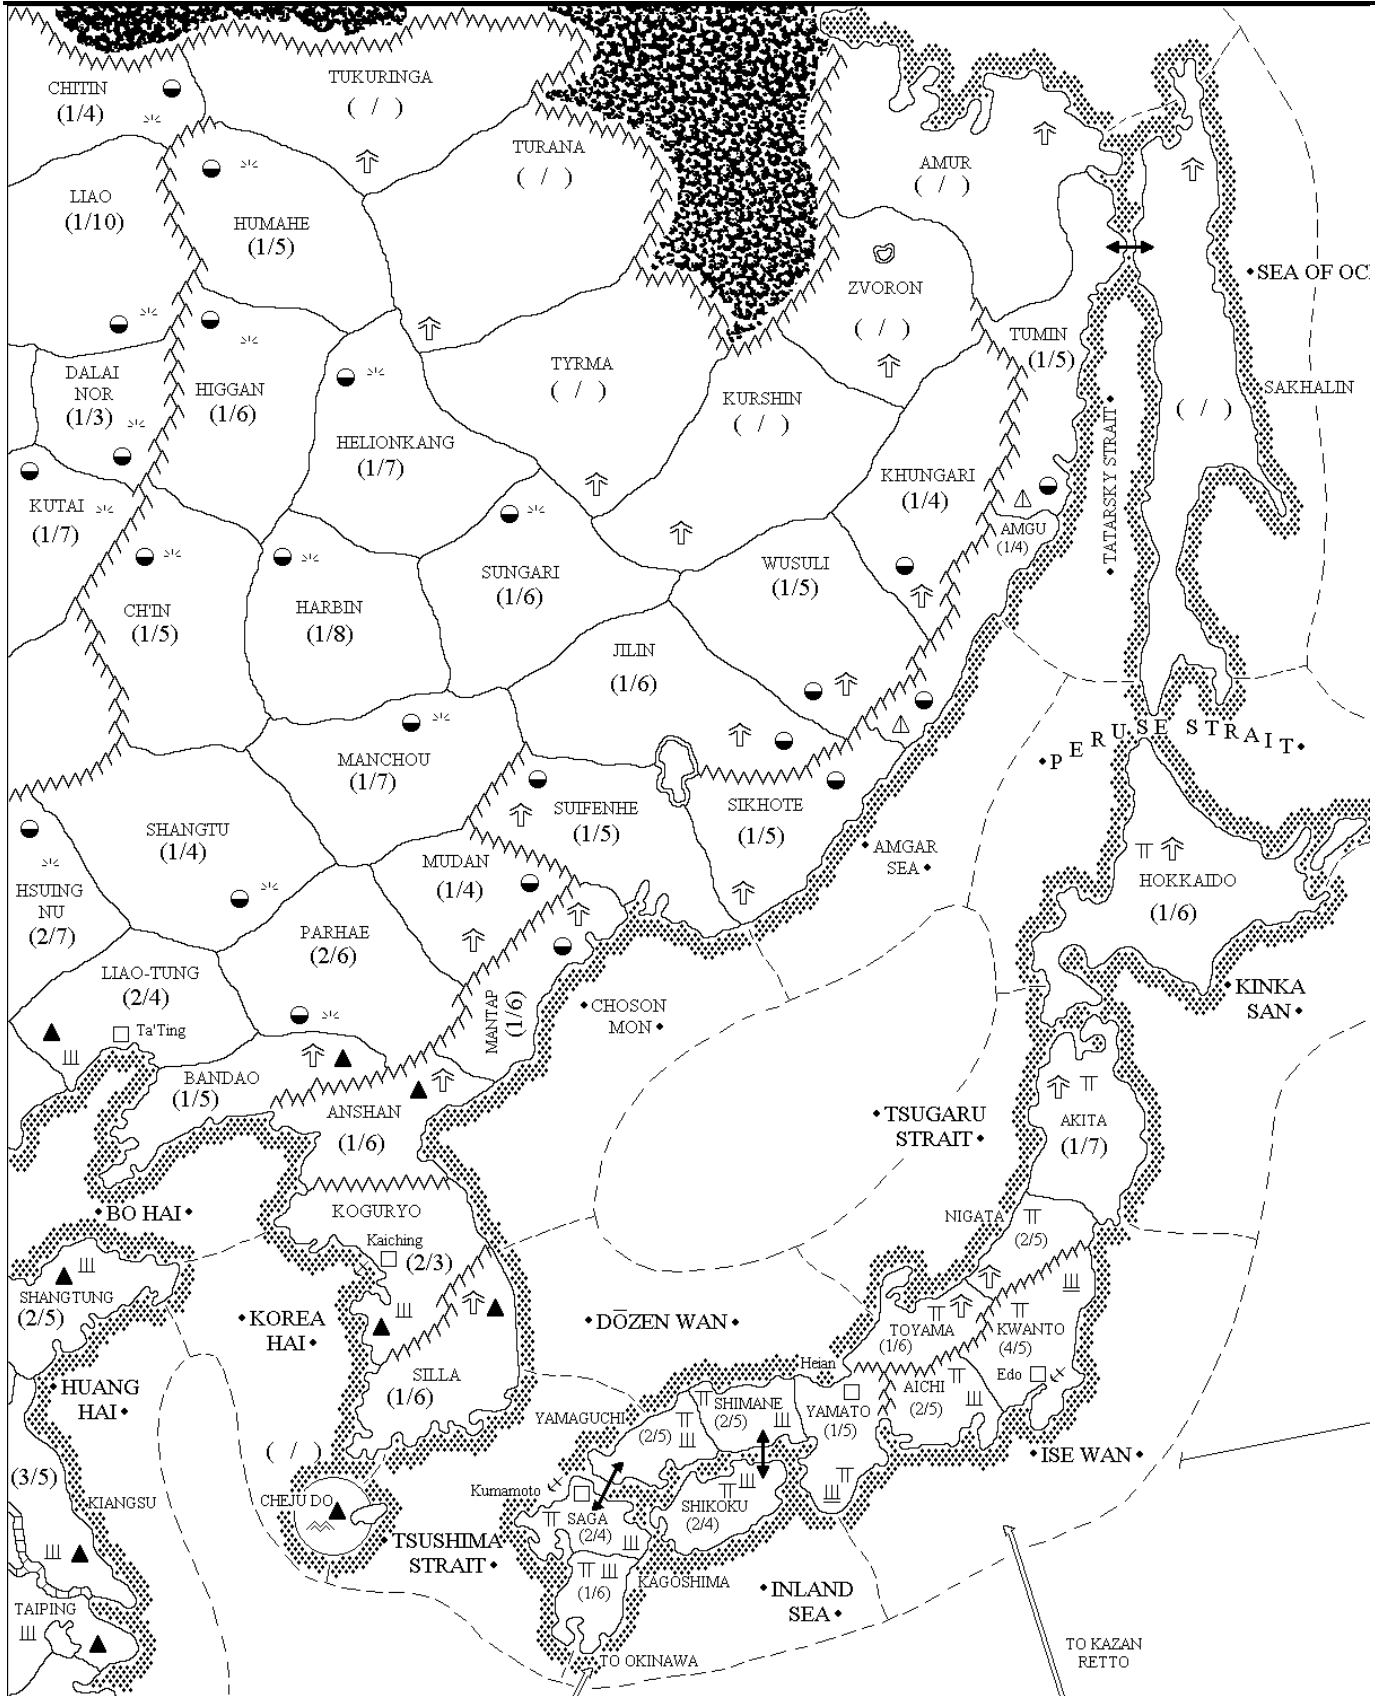 CHITIN
(1/4)
TUKURINGA
( / )
TURANA
( / )
AMUR
( / )
LIAO
(1/10)
HUMAHE
(1/5)
ZVORON
( / )
SEA OF OC
TUMIN
(1/5)
DALAI
NOR
(1/3)
HIGGAN
(1/6)
TYRMA
( / )
KURSHIN
( / )
SAKHALIN
( / )
HELIONKANG
(1/7)
KHUNGARI
(1/4)
TATARSKY STRAIT
KUTAI
(1/7)
AMGU
(1/4)
SUNGARI
(1/6)
WUSULI
(1/5)
CH'IN
(1/5)
HARBIN
(1/8)
JILIN
(1/6)
PERUSE STRAIT
MANCHOU
(1/7)
SUIFENHE
(1/5)
SIKHOTE
(1/5)
SHANGTU
(1/4)
MUDAN
(1/4)
AMGAR
SEA
HOKKAIDO
(1/6)
HSUING
NU
(2/7)
PARHAE
(2/6)
LIAO-TUNG
(2/4)
Ta'Ting
MANTAP
(1/6)
CHOSON
MON
KINKA
SAN
BANDAO
(1/5)
ANSHAN
(1/6)
TSUGARU
STRAIT
AKITA
(1/7)
BO HAI
KOGURYO
Kaiching
(2/3)
NIGATA
(2/5)
SHANGTUNG
(2/5)
KOREA
HAI
DŌZEN WAN
TOYAMA
(1/6)
KWANTO
(4/5)
Heian
Edo
SILLA
(1/6)
HUANG
HAI
YAMAGUCHI
(2/5)
SHIMANE
(2/5)
YAMATO
(1/5)
AICHI
(2/5)
( / )
ISE WAN
(3/5)
KIANGSU
CHEJU DO
Kumamoto
SAGA
(2/4)
SHIKOKU
(2/4)
TSUSHIMA
STRAIT
(1/6)
KAGOSHIMA
INLAND
SEA
TAIPING
TO OKINAWA
TO KAZAN
RETTO